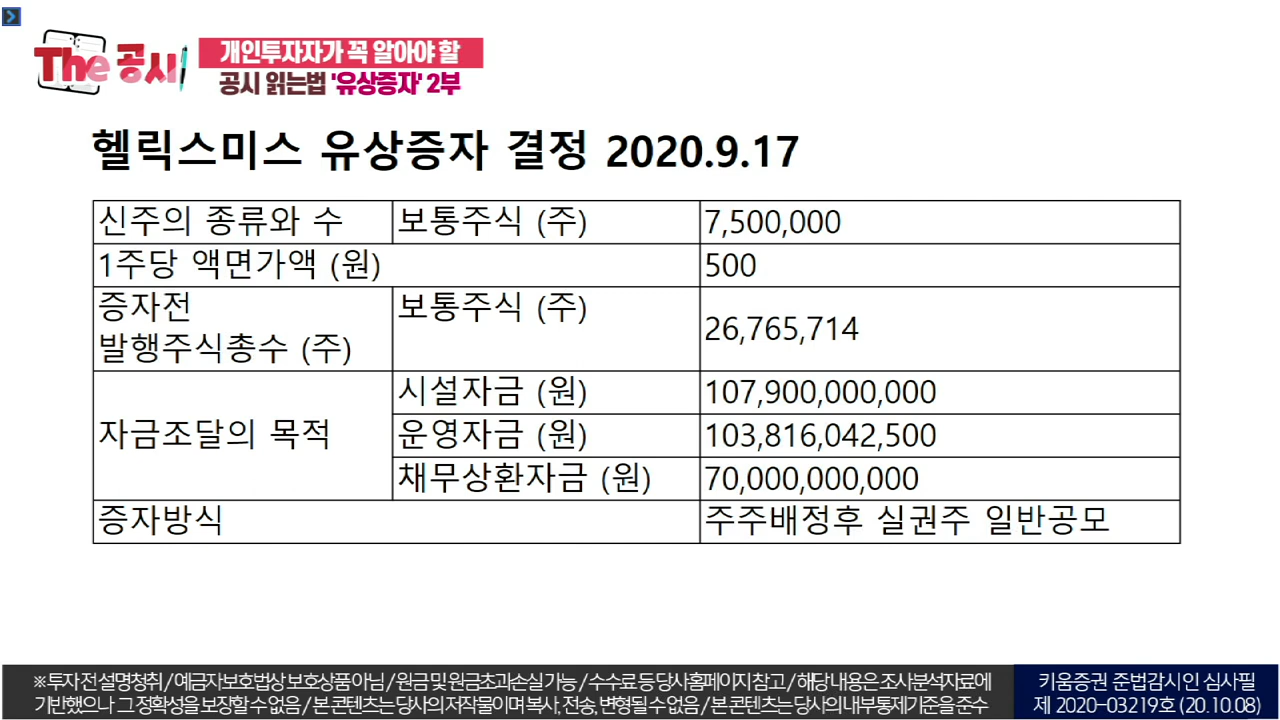 The 공시
개인투자자가 꼭 알아야 할
공시 읽는법 '유상증자' 2부
헬릭스미스 유상증자 결정 2020.9.17
신주의 종류와 수 보통주식 (주) 7,500,000
1주당 액면가액 (원) 500
증자전
발행주식총수 (주) 보통주식 (주) 26,765,714
자금조달의 목적 시설자금 (원) 107,900,000,000
운영자금 (원) 103,816,042,500
채무상환자금 (원) 70,000,000,000
증자방식 주주배정후 실권주 일반공모
※투자 전 설명청취 / 예금자보호법상 보호상품 아님 / 원금 및 원금초과손실 가능 / 수수료 등 당사홈페이지 참고 / 해당 내용은 조사분석자료에
기반했으나 그 정확성을 보장할 수 없음 / 본 콘텐츠는 당사의 저작물이며 복사, 전송, 변형될 수 없음 / 본 콘텐츠는 당사의 내부통제기준을 준수
키움증권 준법감시인 심사필
제 2020-03219호 (20.10.08)